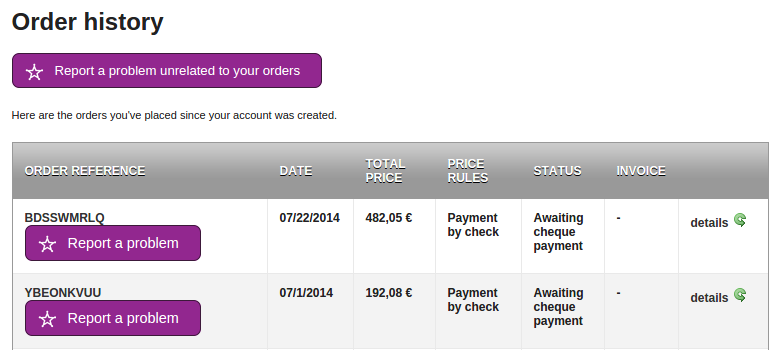 Order history
Report a problem unrelated to your orders
Here are the orders you've placed since your account was created.
ORDER REFERENCE DATE TOTAL PRICE PRICE RULES STATUS INVOICE
BDSSWMRLQ 07/22/2014 482,05 € Payment by check Awaiting cheque payment - details
Report a problem
YBEONKVUU 07/1/2014 192,08 € Payment by check Awaiting cheque payment - details
Report a problem